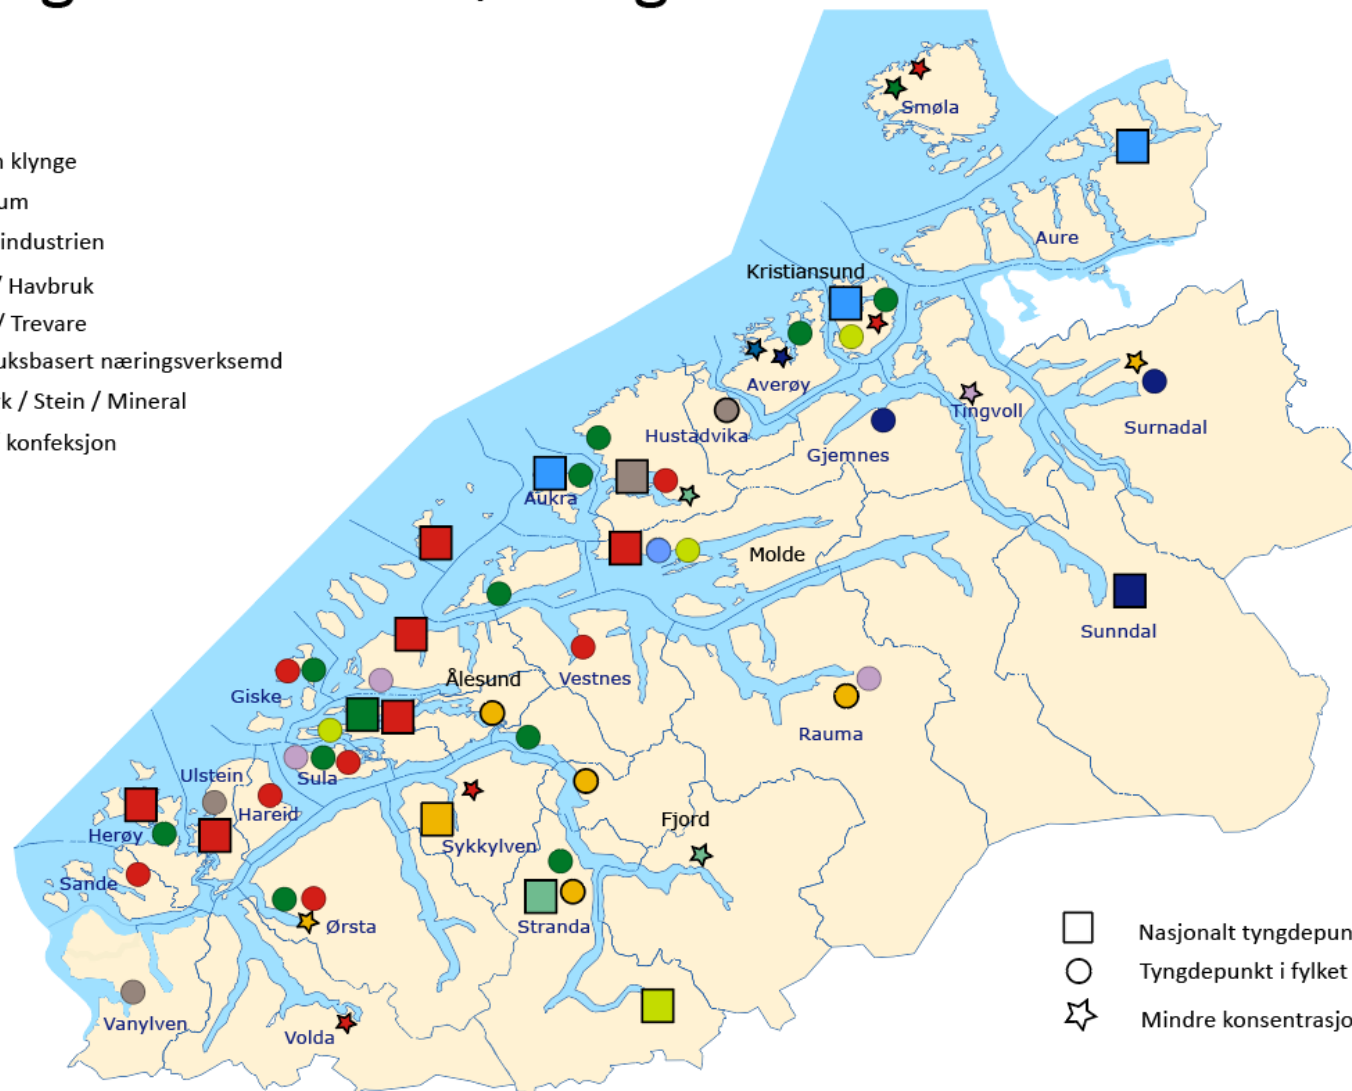 n klynge
um
industrien
/ Havbruk
/ Trevare
uksbasert næringsverksemd
k / Stein / Mineral
/ konfeksjon
Smøla
Aure
Kristiansund
Averøy
Tingvoll
Surnadal
Hustadvika
Gjemnes
Aukra
Molde
Sunndal
Ålesund
Vestnes
Giske
Rauma
Sula
Ulstein
Hareid
Herøy
Sykkylven
Fjord
Sande
Ørsta
Stranda
Vanylven
Volda
Nasjonalt tyngdepun
Tyngdepunkt i fylket
Mindre konsentrasjo